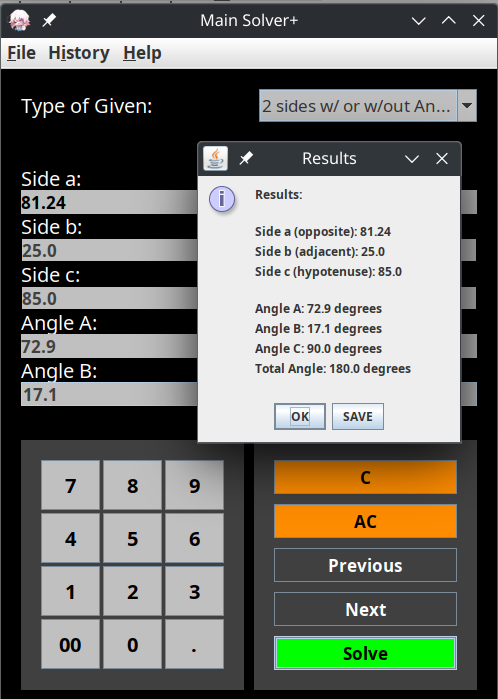 Main Solver+
File History Help
Type of Given:
2 sides w/ or w/out An...
Side a:
81.24
Side b:
25.0
Side c:
85.0
Angle A:
72.9
Angle B:
17.1
Results
Results:
Side a (opposite): 81.24
Side b (adjacent): 25.0
Side c (hypotenuse): 85.0
Angle A: 72.9 degrees
Angle B: 17.1 degrees
Angle C: 90.0 degrees
Total Angle: 180.0 degrees
OK SAVE
7 8 9
4 5 6
1 2 3
00 0 .
C
AC
Previous
Next
Solve